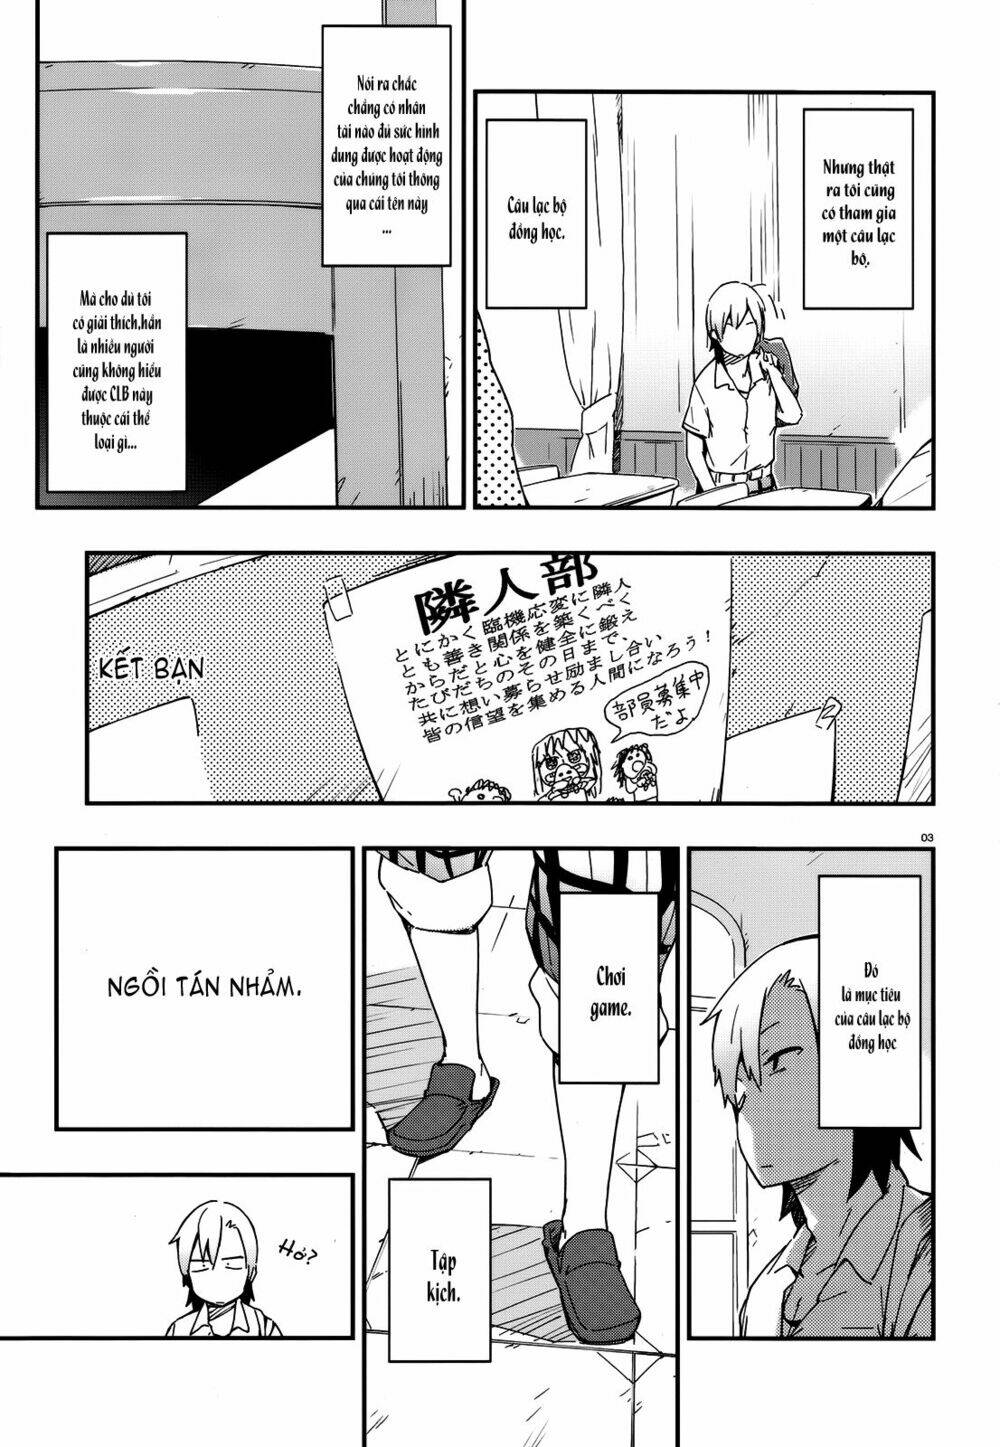 Nhưng thật
ra tôi cũng
có tham gia
một câu lạc
bộ.
Câu lạc bộ
đồng học.
Nói ra chắc
chẳng có nhân
tài nào đủ sức hình
dung được hoạt động
của chúng tôi thông
qua cái tên này
...
Mà cho dù tôi
có giải thích,hẳn
là nhiều người
cũng không hiểu
được CLB này
thuộc cái thể
loại gì...
隣人部
とにかく臨機応変に隣人
とも善き関係を築くべく
からだと心を健全に鍛え
たびだちのその日まで、
共に想い募らせ励まし合い
皆の信望を集める人間になろう!
部員募集中
だよ
KẾT BẠN
03
Đó
là mục tiêu
của câu lạc bộ
đồng học
Chơi
game.
Tập
kịch.
NGỒI TÁN NHẢM.
Hở?